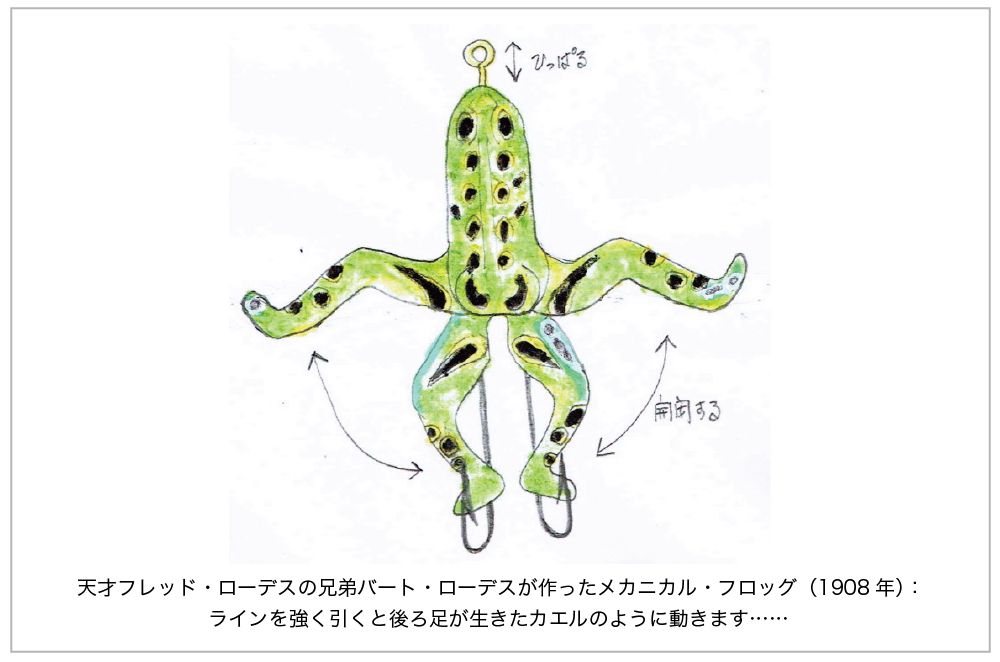 ひっぱる
開閉する
天才フレッド・ローデスの兄弟バート・ローデスが作ったメカニカル・フロッグ（1908 年）：
ラインを強く引くと後ろ足が生きたカエルのように動きます……